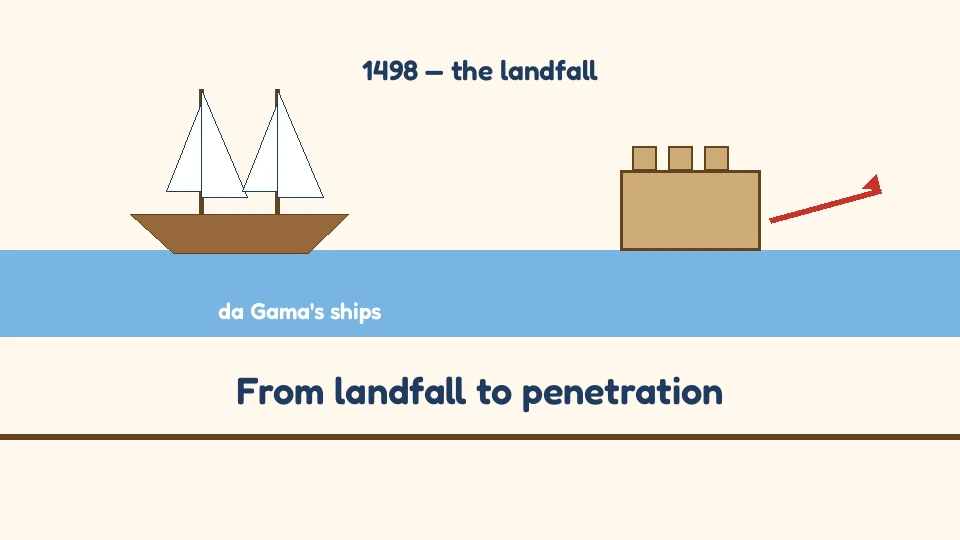 1498 — the landfall
da Gama's ships
From landfall to penetration